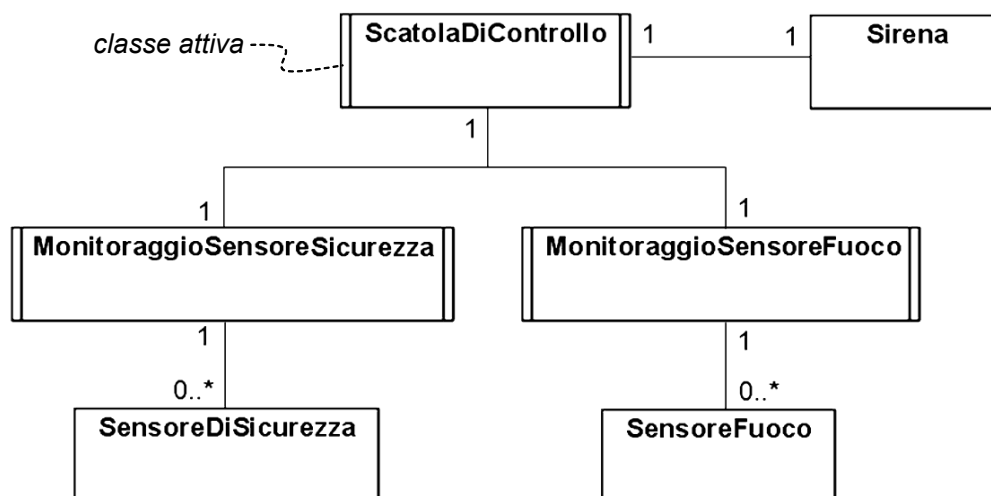 classe attiva
ScatolaDiControllo
1
1
Sirena
1
1
1
MonitoraggioSensoreSicurezza
MonitoraggioSensoreFuoco
1
1
0..*
0..*
SensoreDiSicurezza
SensoreFuoco